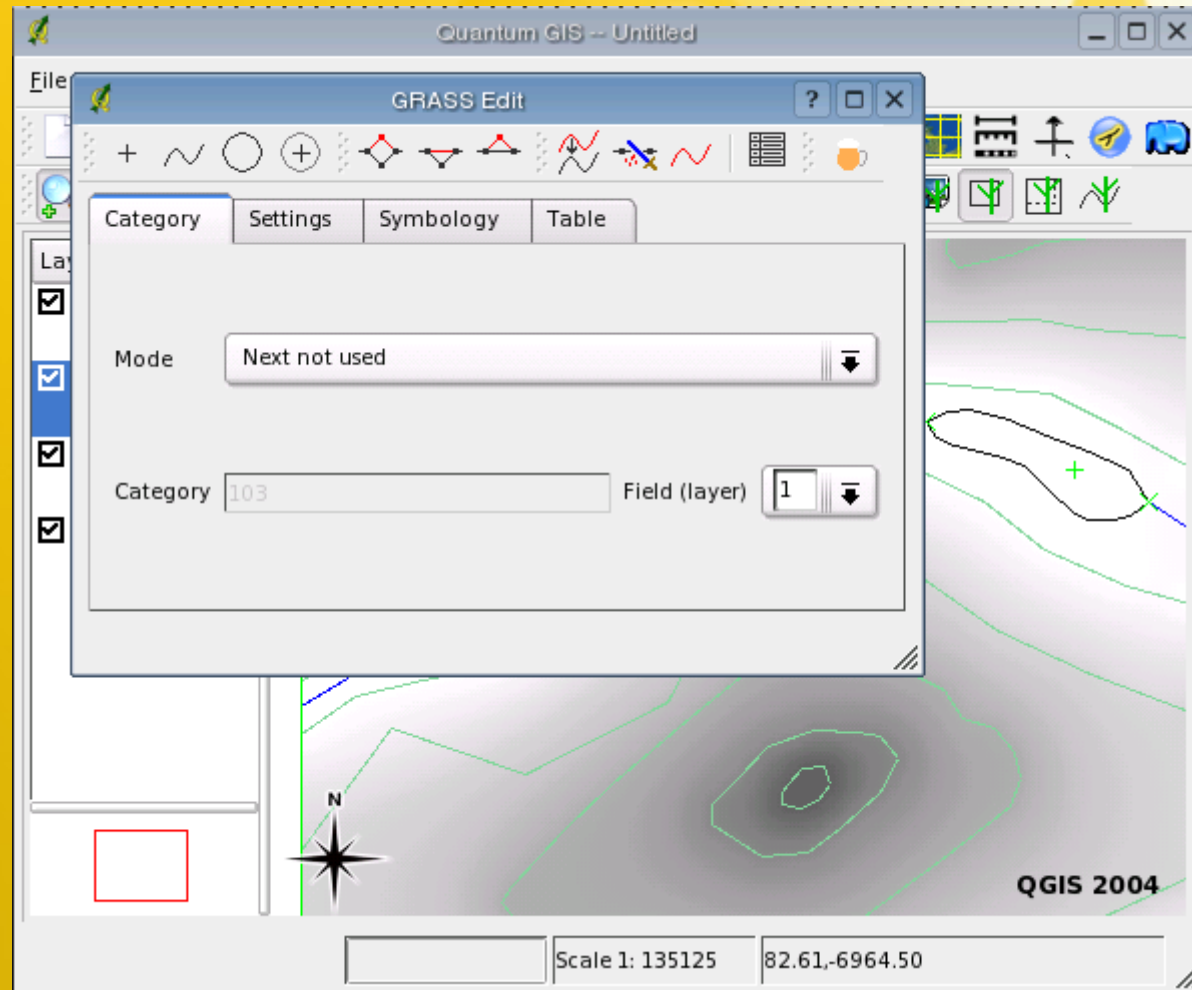 Quantum GIS -- Untitled
File
GRASS Edit
Category Settings Symbology Table
Mode Next not used
Category 103 Field (layer) 1
N
QGIS 2004
Scale 1: 135125 82.61,-6964.50